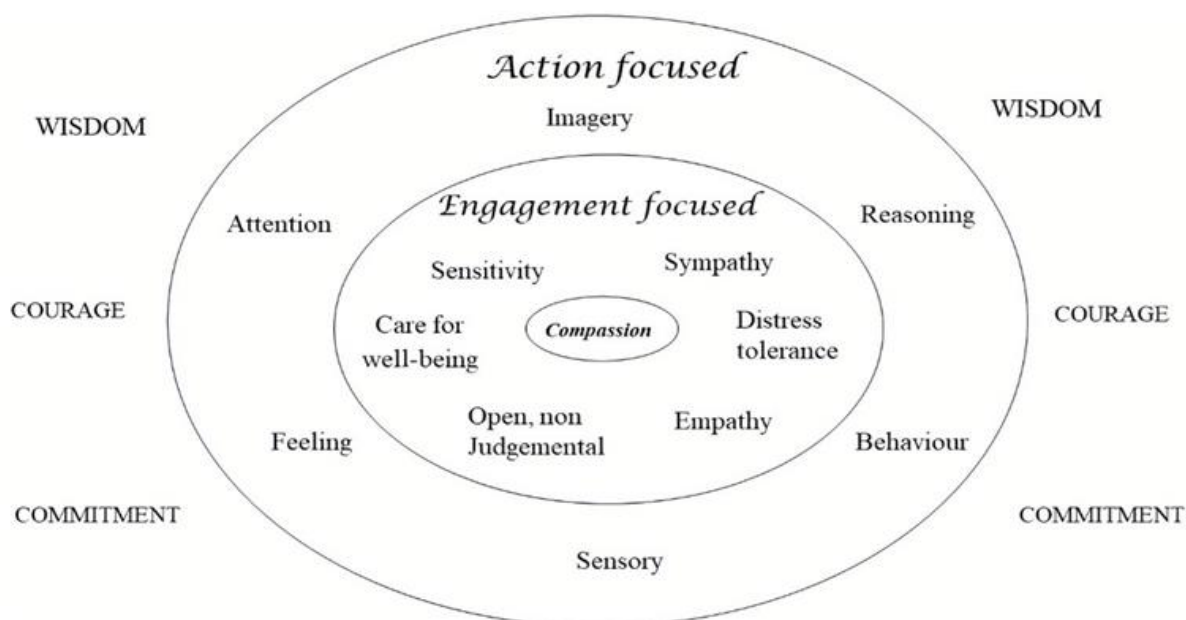 Action focused
Imagery
WISDOM
WISDOM
Attention
Engagement focused
Reasoning
Sensitivity
Sympathy
COURAGE
Care for
well-being
Compassion
Distress
tolerance
COURAGE
Feeling
Open, non
Judgemental
Empathy
Behaviour
COMMITMENT
COMMITMENT
Sensory